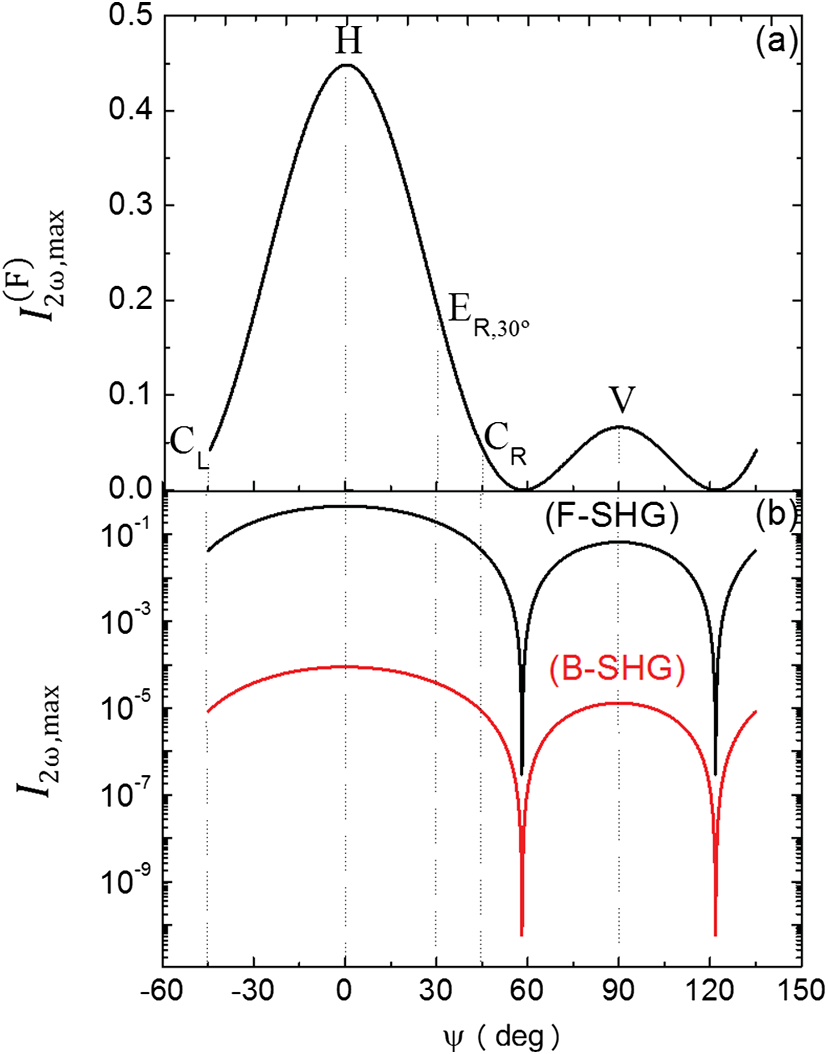 0.5
H
(a)
0.4
0.3
I(F)2ω,max
0.2
ER,30º
0.1
V
CL
CR
0.0
(F-SHG)
(b)
10-1
10-3
(B-SHG)
10-5
I2ω,max
10-7
10-9
-60 -30 0 30 60 90 120 150
ψ ( deg)